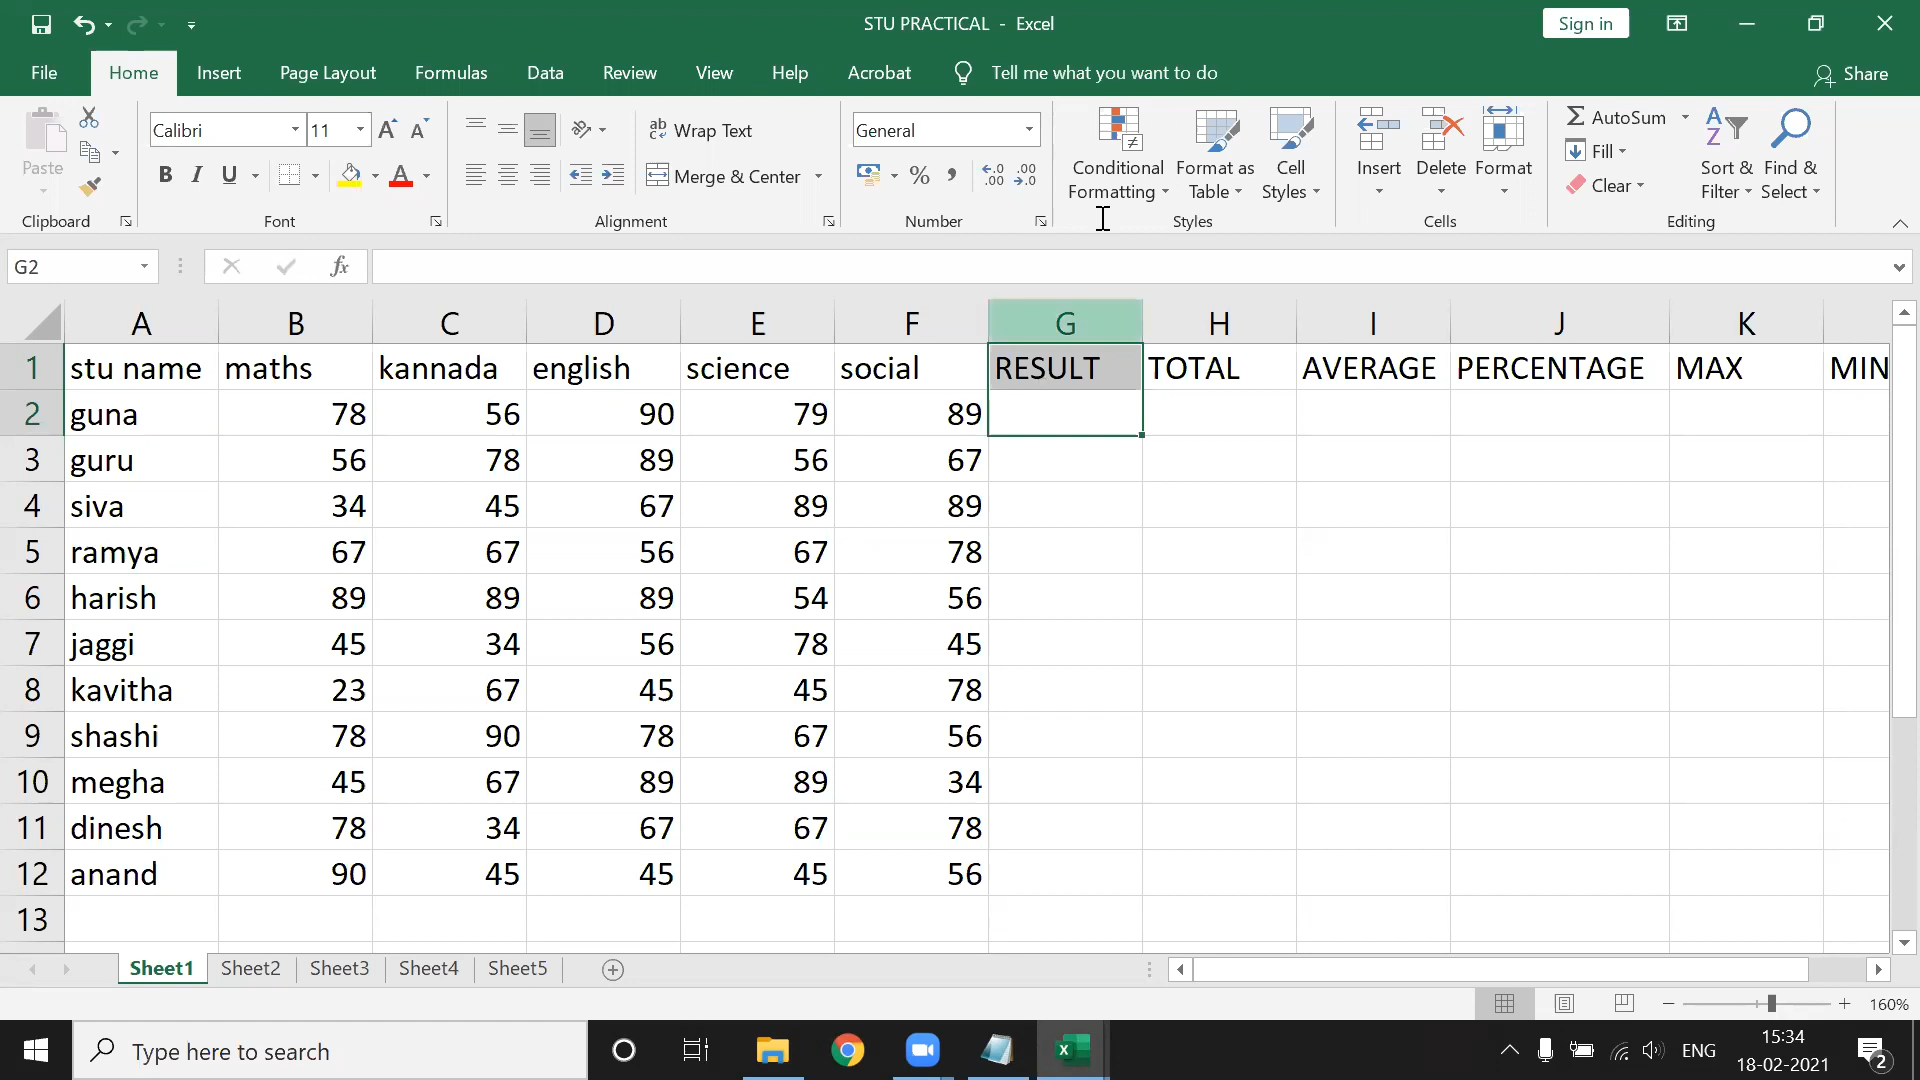 STU PRACTICAL - Excel
Sign in
File Home Insert Page Layout Formulas Data Review View Help Acrobat Tell me what you want to do Share
Paste
Clipboard
Calibri 11
B I U A
Font
ab Wrap Text
Merge & Center
Alignment
General
% , .00 .00
Number
Conditional Formatting
Format as Table
Cell Styles
Styles
Insert
Delete
Format
Cells
AutoSum
Fill
Clear
Sort & Filter
Find & Select
Editing
G2 fx
A B C D E F G H I J K
1 stu name maths kannada english science social RESULT TOTAL AVERAGE PERCENTAGE MAX MIN
2 guna 78 56 90 79 89
3 guru 56 78 89 56 67
4 siva 34 45 67 89 89
5 ramya 67 67 56 67 78
6 harish 89 89 89 54 56
7 jaggi 45 34 56 78 45
8 kavitha 23 67 45 45 78
9 shashi 78 90 78 67 56
10 megha 45 67 89 89 34
11 dinesh 78 34 67 67 78
12 anand 90 45 45 45 56
13
Sheet1 Sheet2 Sheet3 Sheet4 Sheet5
160%
Type here to search
ENG
15:34
18-02-2021
2